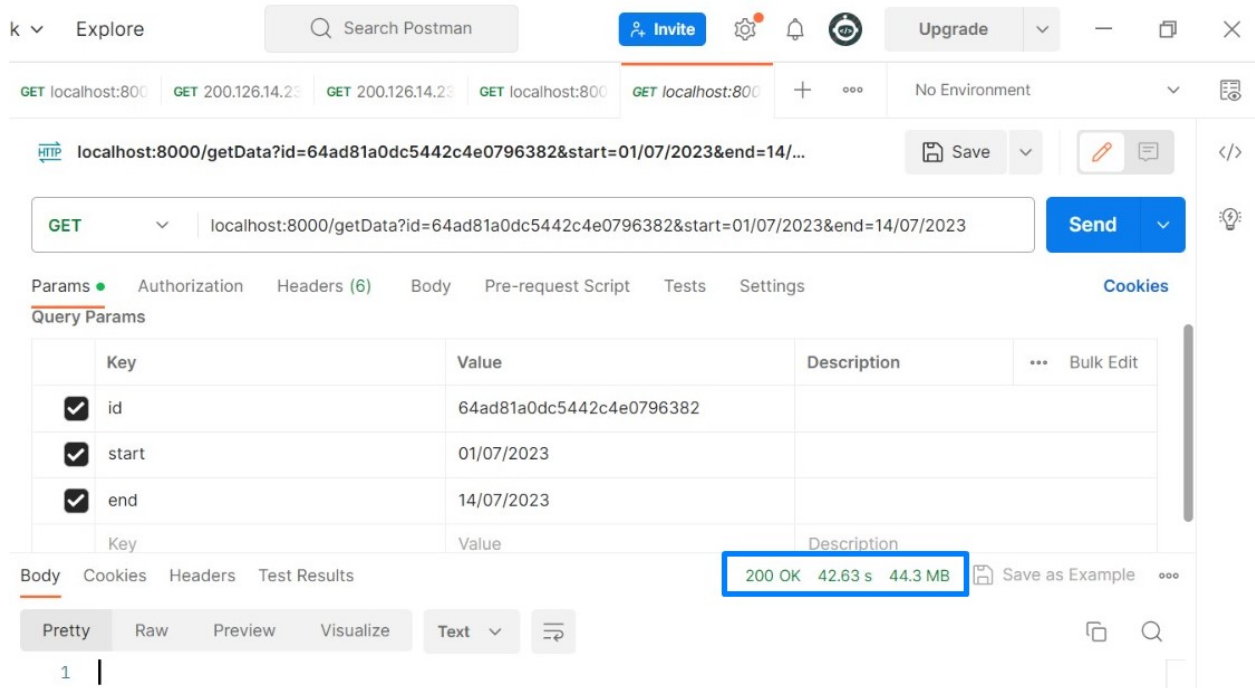 k Explore Search Postman Invite Upgrade
GET localhost:800 GET 200.126.14.23 GET 200.126.14.23 GET localhost:800 GET localhost:800 + ooo No Environment
HTTP localhost:8000/getData?id=64ad81a0dc5442c4e0796382&start=01/07/2023&end=14/... Save </>
GET localhost:8000/getData?id=64ad81a0dc5442c4e0796382&start=01/07/2023&end=14/07/2023 Send
Params Authorization Headers (6) Body Pre-request Script Tests Settings Cookies
Query Params
Key Value Description ooo Bulk Edit
id 64ad81a0dc5442c4e0796382
start 01/07/2023
end 14/07/2023
Key Value Description
Body Cookies Headers Test Results 200 OK 42.63 s 44.3 MB Save as Example ooo
Pretty Raw Preview Visualize Text
1